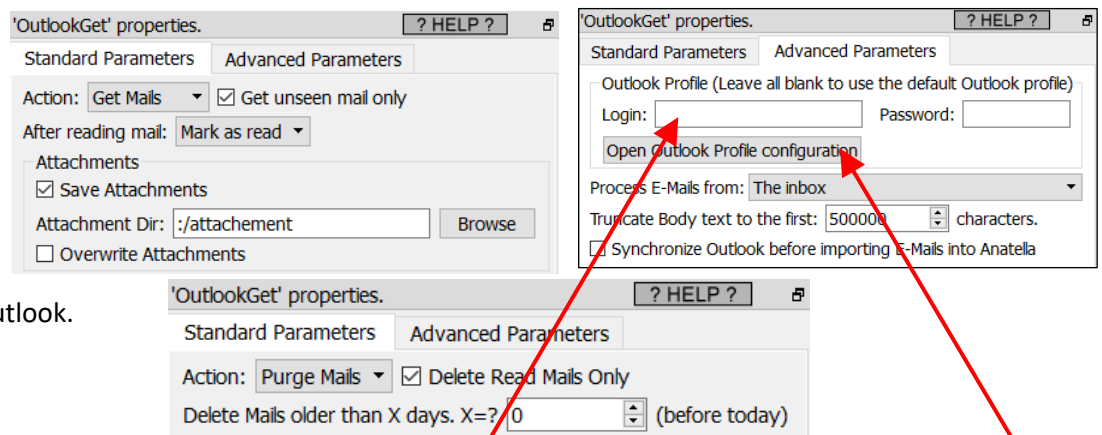 'OutlookGet' properties. ? HELP ?
Standard Parameters Advanced Parameters
Action: Get Mails Get unseen mail only
After reading mail: Mark as read
Attachments
Save Attachments
Attachment Dir: :/attachement Browse
Overwrite Attachments
'OutlookGet' properties. ? HELP ?
Standard Parameters Advanced Parameters
Outlook Profile (Leave all blank to use the default Outlook profile)
Login: Password:
Open Outlook Profile configuration
Process E-Mails from: The inbox
Truncate Body text to the first: 500000 characters.
Synchronize Outlook before importing E-Mails into Anatella
utlook.
'OutlookGet' properties. ? HELP ?
Standard Parameters Advanced Parameters
Action: Purge Mails Delete Read Mails Only
Delete Mails older than X days. X=? 0 (before today)